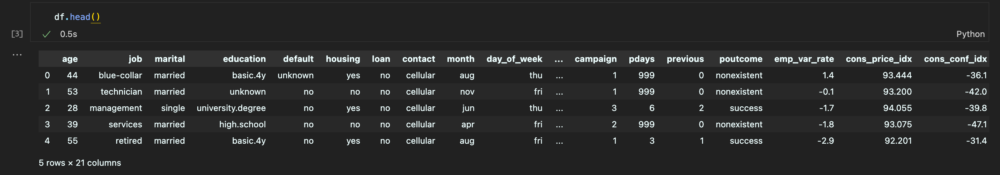 df.head()
[3] ✓ 0.5s Python
...
age job marital education default housing loan contact month day_of_week ... campaign pdays previous poutcome emp_var_rate cons_price_idx cons_conf_idx
0 44 blue-collar married basic.4y unknown yes no cellular aug thu ... 1 999 0 nonexistent 1.4 93.444 -36.1
1 53 technician married unknown no no no cellular nov fri ... 1 999 0 nonexistent -0.1 93.200 -42.0
2 28 management single university.degree no yes no cellular jun thu ... 3 6 2 success -1.7 94.055 -39.8
3 39 services married high.school no no no cellular apr fri ... 2 999 0 nonexistent -1.8 93.075 -47.1
4 55 retired married basic.4y no yes no cellular aug fri ... 1 3 1 success -2.9 92.201 -31.4
5 rows × 21 columns